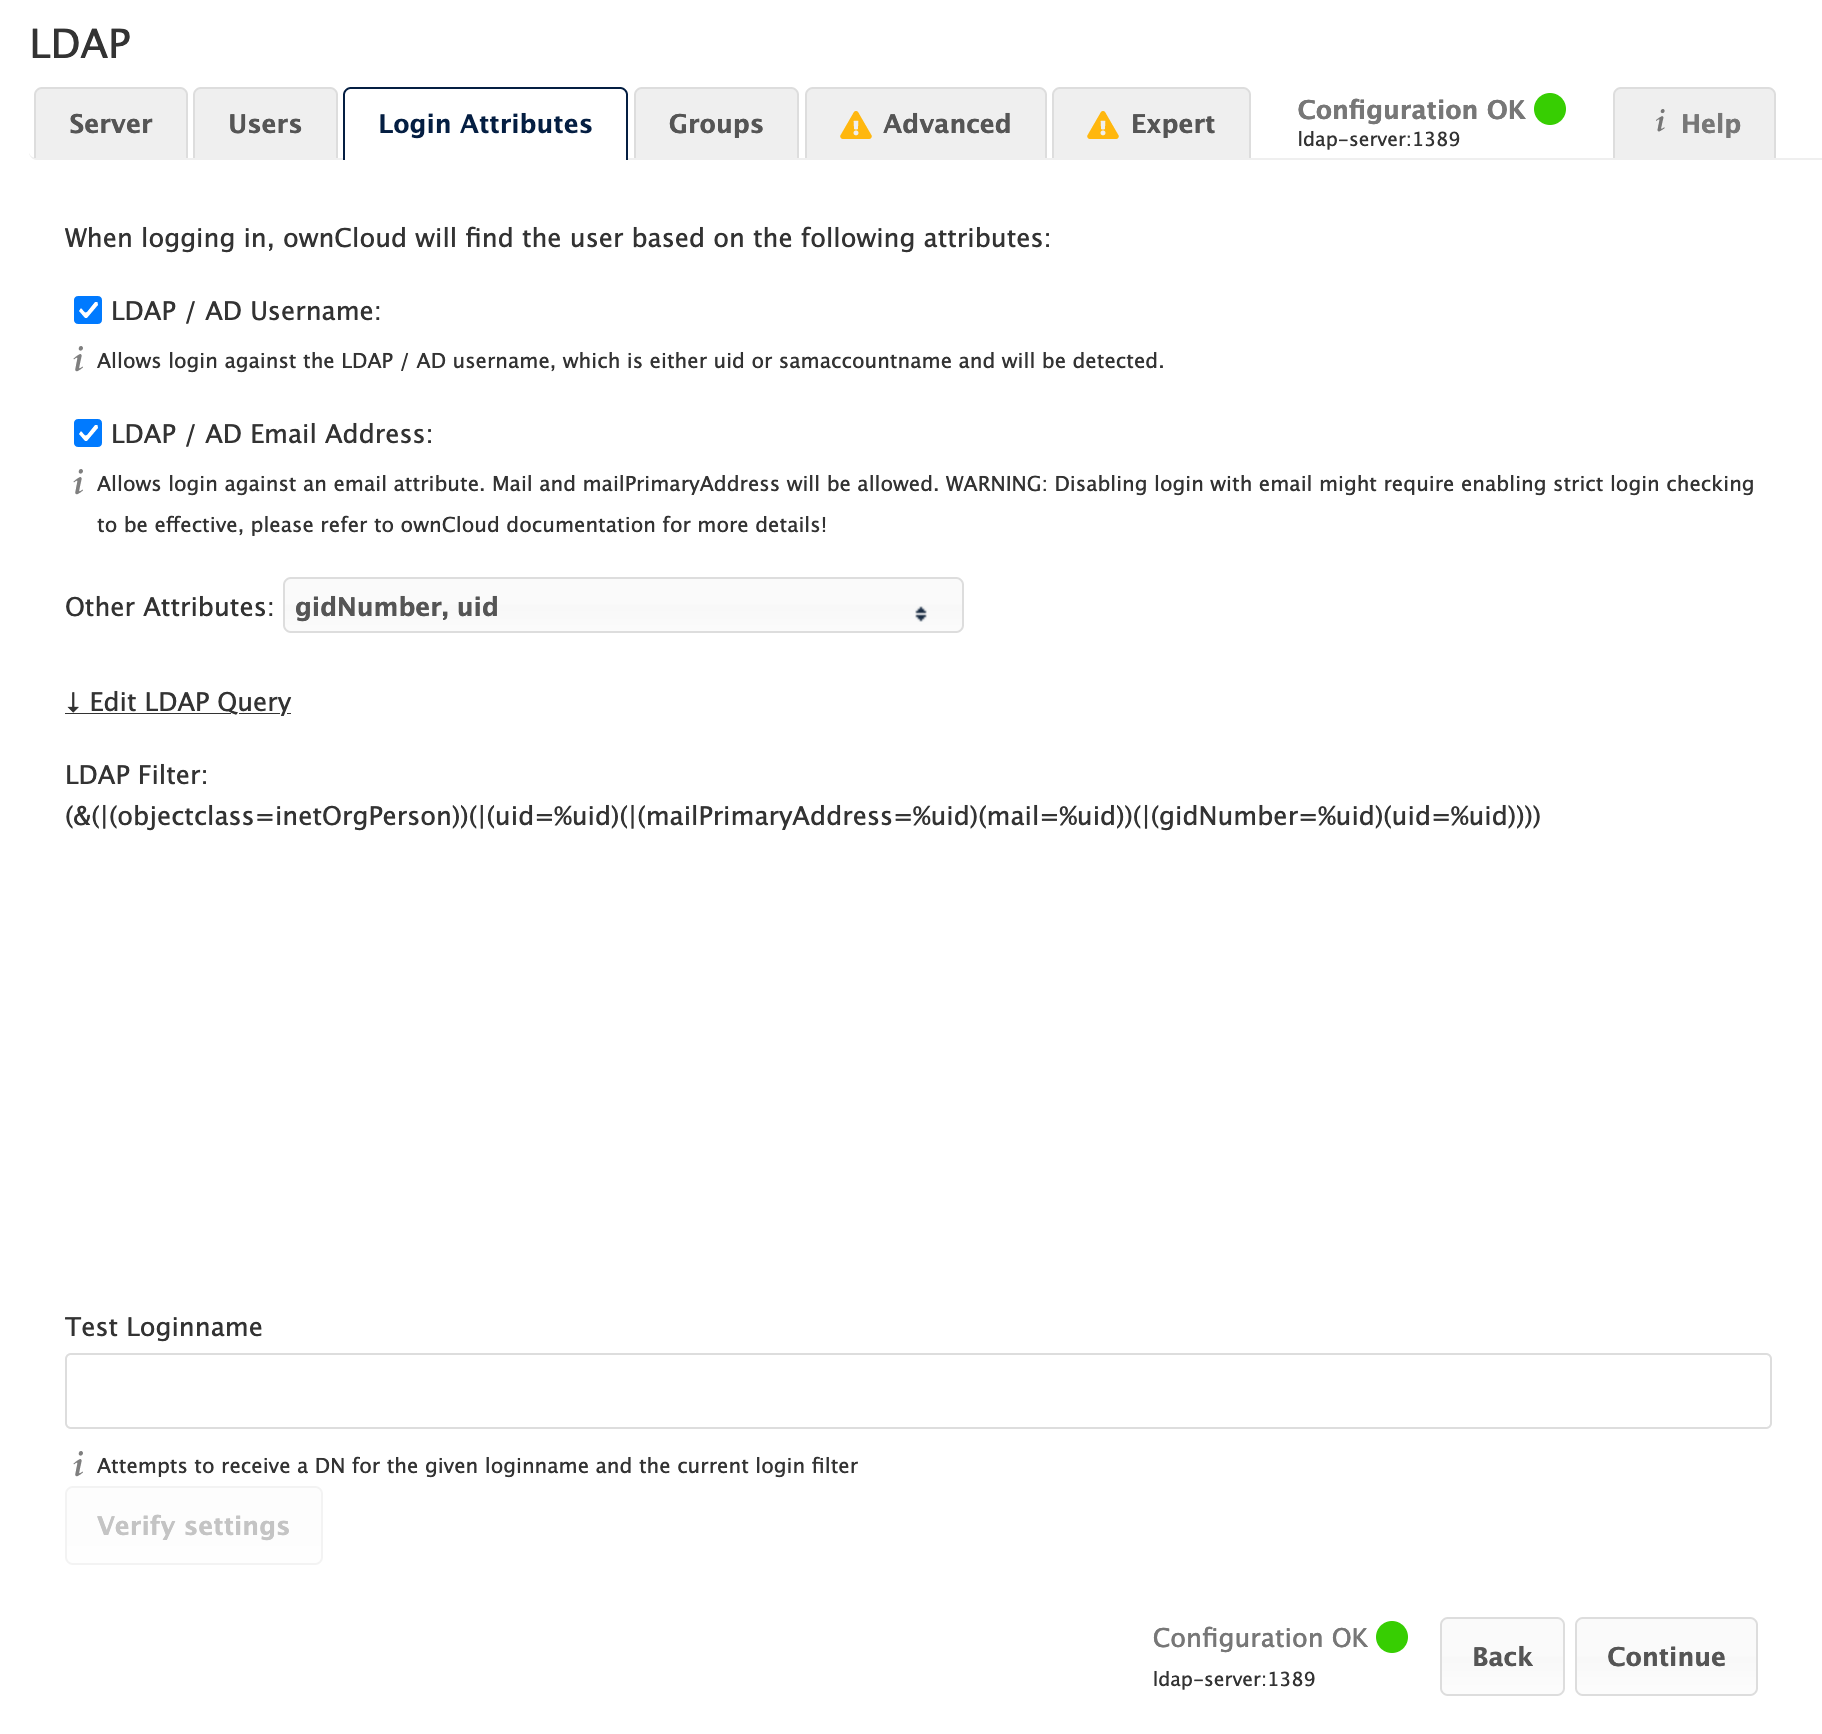 LDAP
Server Users Login Attributes Groups Advanced Expert Configuration OK i Help
ldap-server:1389
When logging in, ownCloud will find the user based on the following attributes:
LDAP / AD Username:
i Allows login against the LDAP / AD username, which is either uid or samaccountname and will be detected.
LDAP / AD Email Address:
i Allows login against an email attribute. Mail and mailPrimaryAddress will be allowed. WARNING: Disabling login with email might require enabling strict login checking
to be effective, please refer to ownCloud documentation for more details!
Other Attributes: gidNumber, uid
↓ Edit LDAP Query
LDAP Filter:
(&(|(objectclass=inetOrgPerson))(|(uid=%uid)(|(mailPrimaryAddress=%uid)(mail=%uid))(|(gidNumber=%uid)(uid=%uid))))
Test Loginname
i Attempts to receive a DN for the given loginname and the current login filter
Verify settings
Configuration OK
ldap-server:1389
Back Continue